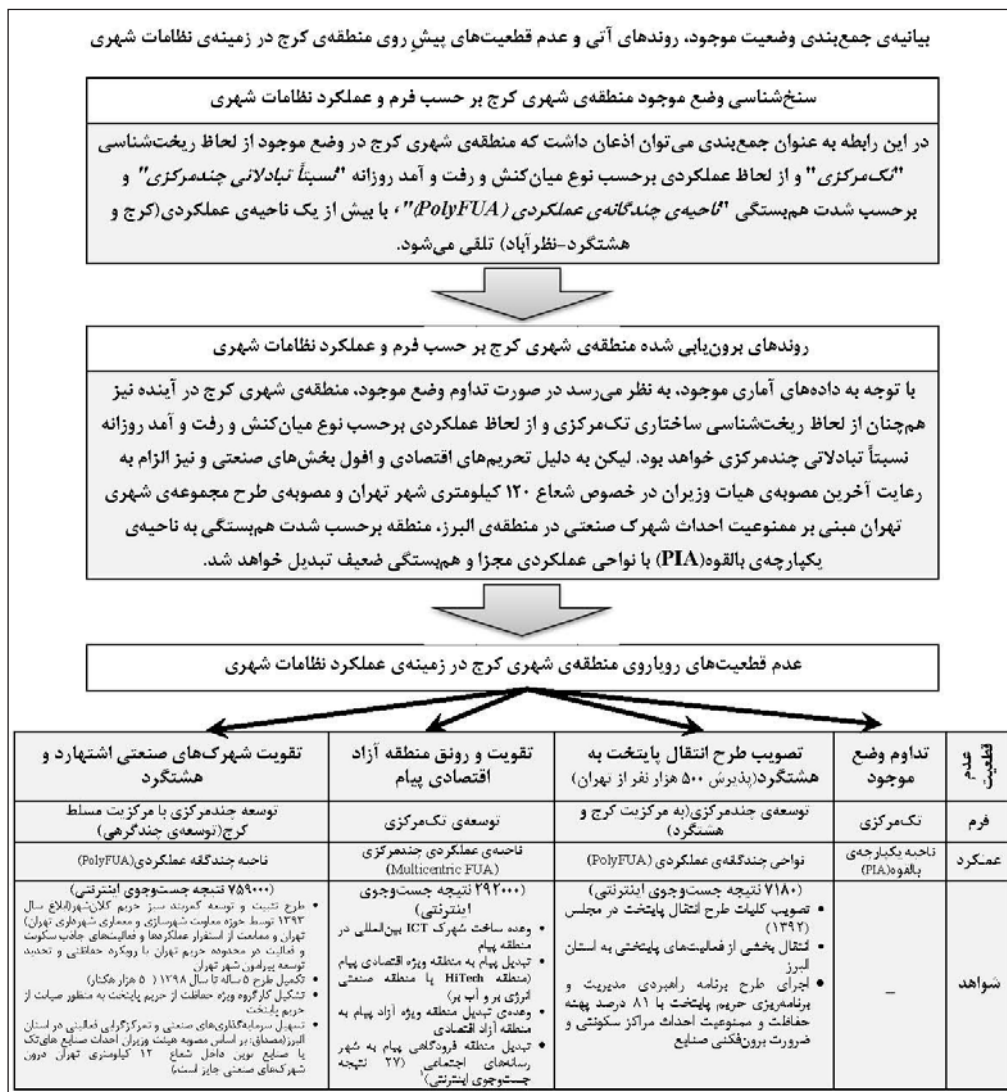 بیانیه‌ی جمع‌بندی وضعیت موجود، روندهای آتی و عدم قطعیت‌های پیشِ روی منطقه‌ی کرج در زمینه‌ی نظامات شهری
سنخ‌شناسی وضع موجود منطقه‌ی شهری کرج بر حسب فرم و عملکرد نظامات شهری
در این رابطه به عنوان جمع‌بندی می‌توان اذعان داشت که منطقه‌ی شهری کرج در وضع موجود از لحاظ ریخت‌شناسی
"تک‌مرکزی" و از لحاظ عملکردی برحسب نوع میان‌کنش و رفت و آمد روزانه "نسبتاً تبادلاتی چندمرکزی" و
برحسب شدت هم‌بستگی "ناحیه‌ی چندگانه‌ی عملکردی (PolyFUA)"، با بیش از یک ناحیه‌ی عملکردی(کرج و
هشتگرد-نظرآباد) تلقی می‌شود.
روندهای برون‌یابی شده منطقه‌ی شهری کرج بر حسب فرم و عملکرد نظامات شهری
با توجه به داده‌های آماری موجود، به نظر می‌رسد در صورت تداوم وضع موجود، منطقه‌ی شهری کرج در آینده نیز
هم‌چنان از لحاظ ریخت‌شناسی ساختاری تک‌مرکزی و از لحاظ عملکردی برحسب نوع میان‌کنش و رفت و آمد روزانه
نسبتاً تبادلاتی چندمرکزی خواهد بود. لیکن به دلیل تحریم‌های اقتصادی و افول بخش‌های صنعتی و نیز الزام به
رعایت آخرین مصوبه‌ی هیات وزیران در خصوص شعاع ۱۲۰ کیلومتری شهر تهران و مصوبه‌ی طرح مجموعه‌ی شهری
تهران مبنی بر ممنوعیت احداث شهرک صنعتی در منطقه‌ی البرز، منطقه برحسب شدت هم‌بستگی به ناحیه‌ی
یکپارچه‌ی بالقوه(PIA) با نواحی عملکردی مجزا و هم‌بستگی ضعیف تبدیل خواهد شد.
عدم قطعیت‌های رویاروی منطقه‌ی شهری کرج در زمینه‌ی عملکرد نظامات شهری
عدم
قطعیت
تداوم وضع
موجود
تصویب طرح انتقال پایتخت به
هشتگرد(پذیرش ۵۰۰ هزار نفر از تهران)
تقویت و رونق منطقه آزاد
اقتصادی پیام
تقویت شهرک‌های صنعتی اشتهارد و
هشتگرد
فرم
تک‌مرکزی
توسعه‌ی چندمرکزی(به مرکزیت کرج و
هشتگرد)
توسعه‌ی تک‌مرکزی
توسعه چندمرکزی با مرکزیت مسلط
کرج(توسعه‌ی چندگرهی)
عملکرد
ناحیه یکپارچه‌ی
بالقوه(PIA)
نواحی چندگانه‌ی عملکردی (PolyFUA)
ناحیه‌ی عملکردی چندمرکزی
(Multicentric FUA)
ناحیه چندگانه عملکردی(PolyFUA)
شواهد
–
(۷۱۸۰ نتیجه جست‌وجوی اینترنتی)
• تصویب کلیات طرح انتقال پایتخت در مجلس
(۱۳۹۲)
• انتقال بخشی از فعالیت‌های پایتختی به استان
البرز
• اجرای طرح برنامه راهبردی مدیریت و
برنامه‌ریزی حریم پایتخت با ۸۱ درصد پهنه
حفاظت و ممنوعیت احداث مراکز سکونتی و
ضرورت برون‌فکنی صنایع
(۲۹۲۰۰۰ نتیجه جست‌وجوی
اینترنتی)
• وعده ساخت شهرک ICT بین‌المللی در
منطقه پیام
• تبدیل پیام به منطقه ویژه اقتصادی پیام
(منطقه HiTech یا منطقه صنعتی
انرژی بر و آب بر)
• وعده‌ی تبدیل منطقه ویژه آزاد پیام به
منطقه آزاد اقتصادی
• تبدیل منطقه فرودگاهی پیام به شهر
رسانه‌های اجتماعی (۲۷ نتیجه
جست‌وجوی اینترنتی)۱
(۷۵۹۰۰۰ نتیجه جست‌وجوی اینترنتی)
• طرح تثبیت و توسعه کمربند سبز حریم کلان‌شهر(ابلاغ سال
۱۳۹۳ توسط حوزه معاونت شهرسازی و معماری شهرداری تهران)
تهران و ممانعت از استقرار عملکردها و فعالیت‌های جاذب سکونت
و فعالیت در محدوده حریم تهران با رویکرد حفاظتی و تحدید
توسعه پیرامون شهر تهران
• تکمیل طرح ۵ ساله تا سال ۱۳۹۸ (۵ هزار هکتار)
• تشکیل کارگروه ویژه حفاظت از حریم پایتخت به منظور صیانت از
حریم پایتخت
• تسهیل سرمایه‌گذاری‌های صنعتی و تمرکزگرایی فعالیتی در استان
البرز(مصداق: بر اساس مصوبه هیئت وزیران احداث صنایع های‌تک
یا صنایع نوین داخل شعاع ۱۲۰ کیلومتری تهران درون
شهرک‌های صنعتی جایز است.)